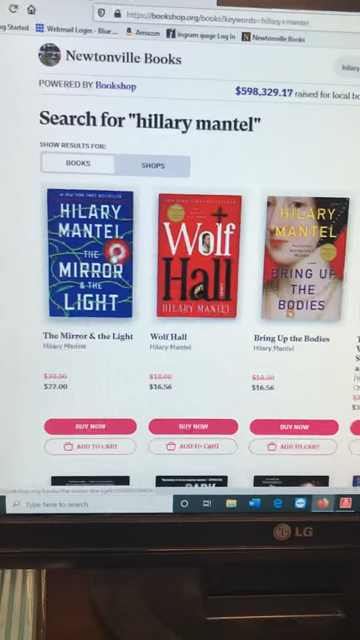 https://bookshop.org/books?keywords=hillary+mantel
Started
Webmail Login - Blue ...
Amazon
Ingram ipage Log In
Newtonville Books
Newtonville Books
hillary
POWERED BY Bookshop
$598,329.17 raised for local bo
Search for "hillary mantel"
SHOW RESULTS FOR:
BOOKS
SHOPS
HILARY
MANTEL
THE
MIRROR
& THE
LIGHT
Wolf
Hall
HILARY MANTEL
HILARY
MANTEL
BRING UP
THE
BODIES
The Mirror & the Light
Hilary Mantel
$30.00
$27.00
BUY NOW
ADD TO CART
Wolf Hall
Hilary Mantel
$18.00
$16.56
BUY NOW
ADD TO CART
Bring Up the Bodies
Hilary Mantel
$18.00
$16.56
BUY NOW
ADD TO CART
Type here to search
LG